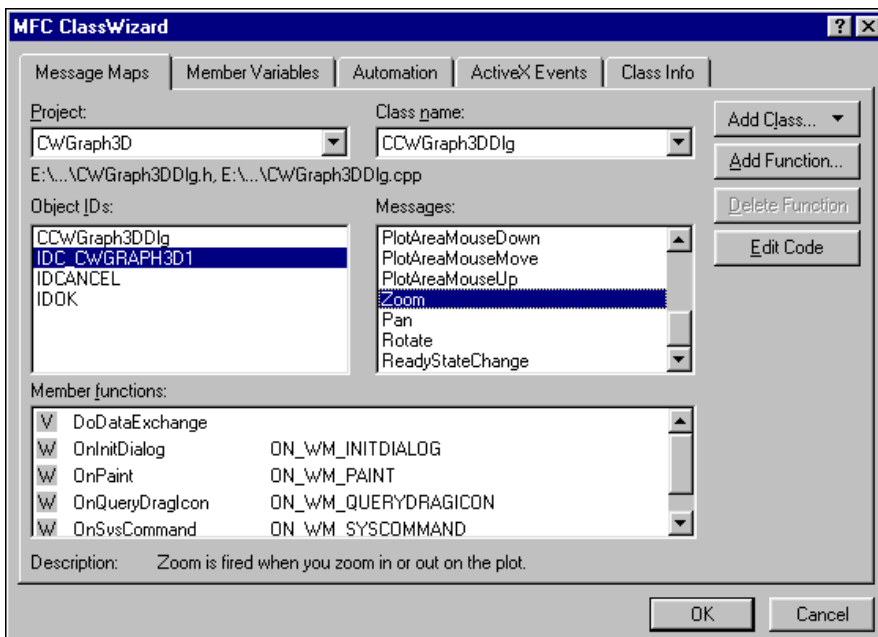 MFC ClassWizard
Message Maps Member Variables Automation ActiveX Events Class Info
Project: Class name:
CWGraph3D CCWGraph3DDlg
Add Class...
E:\...\CWGraph3DDlg.h, E:\...\CWGraph3DDlg.cpp
Add Function...
Object IDs: Messages:
Delete Function
CCWGraph3DDlg
IDC_CWGRAPH3D1
IDCANCEL
IDOK
PlotAreaMouseDown
PlotAreaMouseMove
PlotAreaMouseUp
Zoom
Pan
Rotate
ReadyStateChange
Edit Code
Member functions:
V DoDataExchange
W OnInitDialog ON_WM_INITDIALOG
W OnPaint ON_WM_PAINT
W OnQueryDragIcon ON_WM_QUERYDRAGICON
W OnSysCommand ON_WM_SYSCOMMAND
Description: Zoom is fired when you zoom in or out on the plot.
OK Cancel